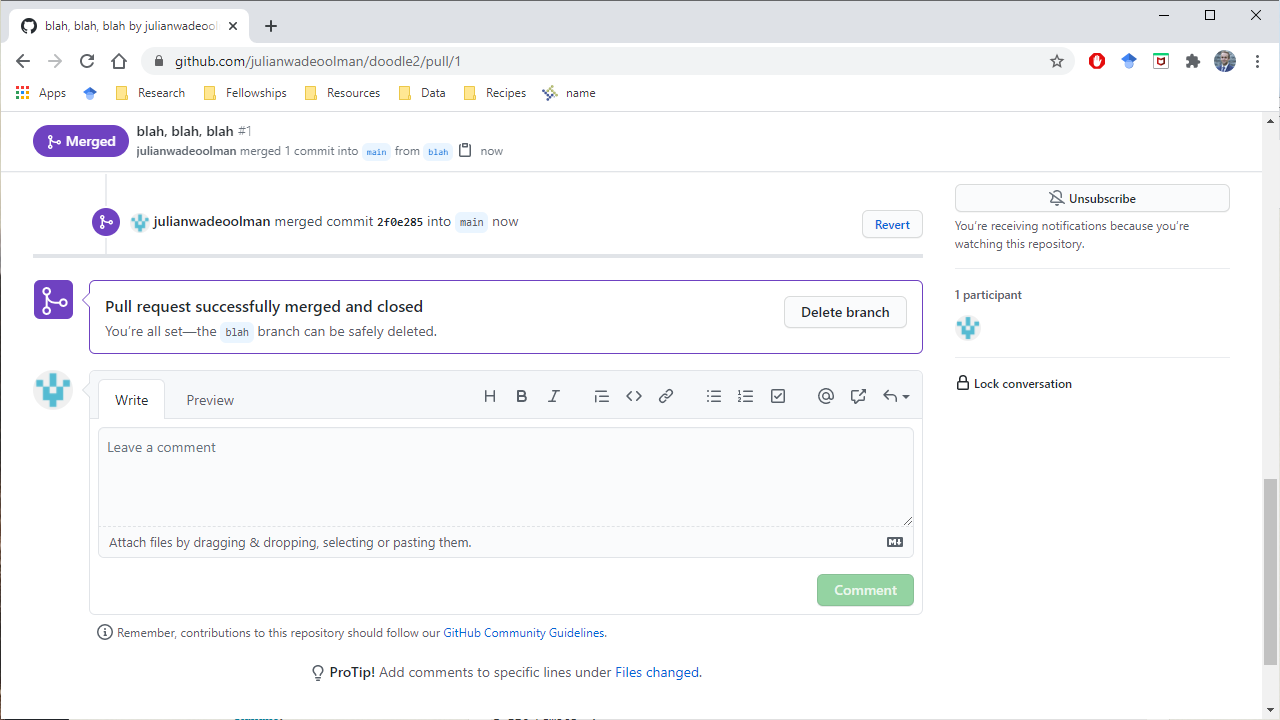 blah, blah, blah by julianwadeool
github.com/julianwadeoolman/doodle2/pull/1
Apps Research Fellowships Resources Data Recipes name
Merged
blah, blah, blah #1
julianwadeoolman merged 1 commit into main from blah now
julianwadeoolman merged commit 2f0e285 into main now
Revert
Unsubscribe
You're receiving notifications because you're
watching this repository.
Pull request successfully merged and closed
You're all set—the blah branch can be safely deleted.
Delete branch
1 participant
Lock conversation
Write Preview
Leave a comment
Attach files by dragging & dropping, selecting or pasting them.
Comment
Remember, contributions to this repository should follow our GitHub Community Guidelines.
ProTip! Add comments to specific lines under Files changed.